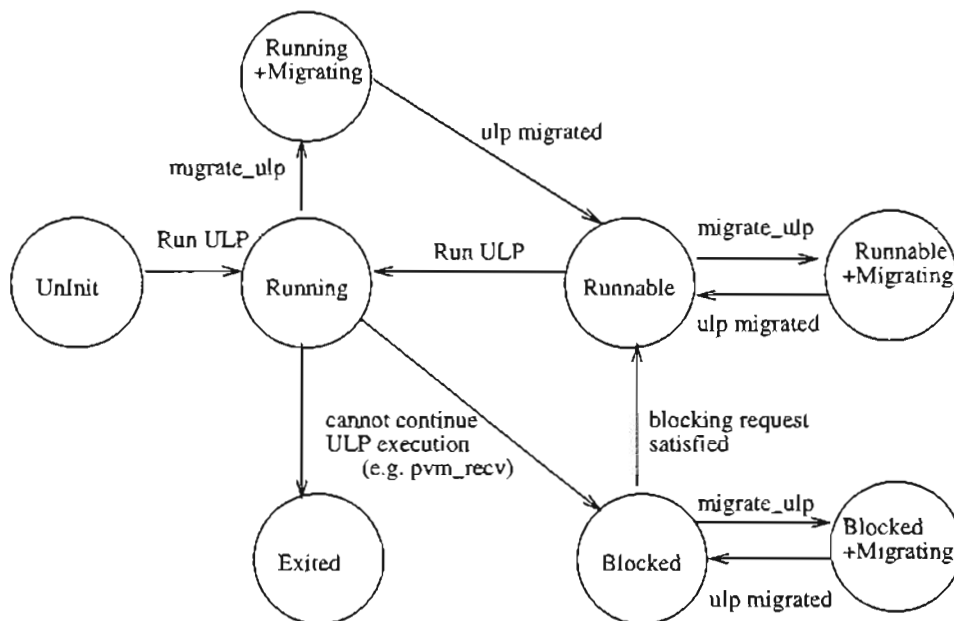 Running
+Migrating
ulp migrated
migrate_ulp
Run ULP
Run ULP
migrate_ulp
Runnable
+Migrating
UnInit
Running
Runnable
ulp migrated
cannot continue
ULP execution
(e.g. pvm_recv)
blocking request
satisfied
migrate_ulp
Exited
Blocked
Blocked
+Migrating
ulp migrated